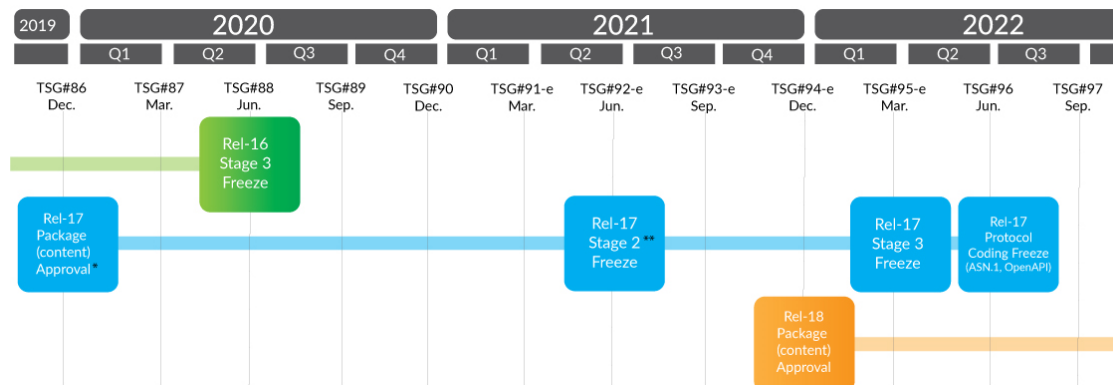 2019 2020 2021 2022
Q1 Q2 Q3 Q4 Q1 Q2 Q3 Q4 Q1 Q2 Q3
TSG#86 TSG#87 TSG#88 TSG#89 TSG#90 TSG#91-e TSG#92-e TSG#93-e TSG#94-e TSG#95-e TSG#96 TSG#97
Dec. Mar. Jun. Sep. Dec. Mar. Jun. Sep. Dec. Mar. Jun. Sep.
Rel-16
Stage 3
Freeze
Rel-17
Package
(content)
Approval*
Rel-17
Stage 2**
Freeze
Rel-17
Stage 3
Freeze
Rel-17
Protocol
Coding Freeze
(ASN.1, OpenAPI)
Rel-18
Package
(content)
Approval